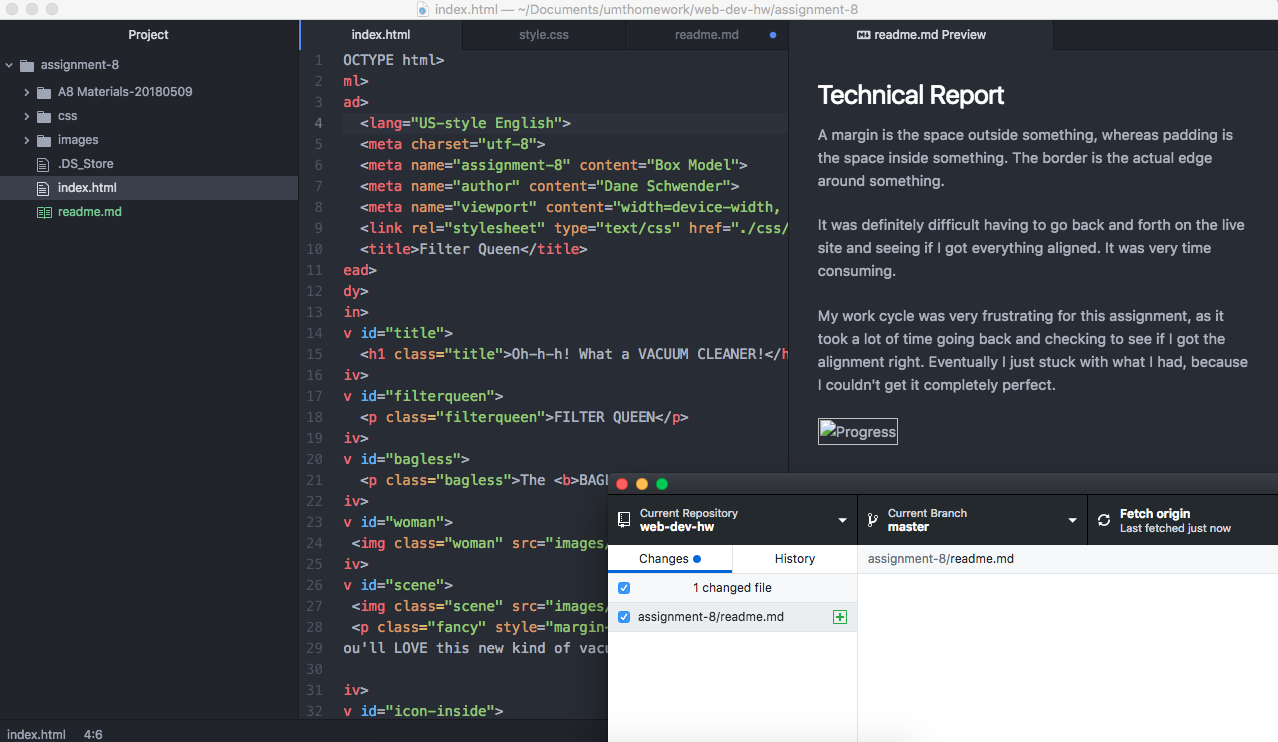 index.html — ~/Documents/umthomework/web-dev-hw/assignment-8
Project
assignment-8
A8 Materials-20180509
css
images
.DS_Store
index.html
readme.md
index.html
style.css
readme.md
1 OCTYPE html>
2 ml>
3 ad>
4 <lang="US-style English">
5 <meta charset="utf-8">
6 <meta name="assignment-8" content="Box Model">
7 <meta name="author" content="Dane Schwender">
8 <meta name="viewport" content="width=device-width,
9 <link rel="stylesheet" type="text/css" href="./css/
10 <title>Filter Queen</title>
11 ead>
12 dy>
13 in>
14 v id="title">
15 <h1 class="title">Oh-h-h! What a VACUUM CLEANER!</h
16 iv>
17 v id="filterqueen">
18 <p class="filterqueen">FILTER QUEEN</p>
19 iv>
20 v id="bagless">
21 <p class="bagless">The <b>BAGL
22 iv>
23 v id="woman">
24 <img class="woman" src="images/
25 iv>
26 v id="scene">
27 <img class="scene" src="images/
28 <p class="fancy" style="margin-
29 ou'll LOVE this new kind of vacu
30
31 iv>
32 v id="icon-inside">
readme.md Preview
Technical Report
A margin is the space outside something, whereas padding is
the space inside something. The border is the actual edge
around something.
It was definitely difficult having to go back and forth on the live
site and seeing if I got everything aligned. It was very time
consuming.
My work cycle was very frustrating for this assignment, as it
took a lot of time going back and checking to see if I got the
alignment right. Eventually I just stuck with what I had, because
I couldn't get it completely perfect.
Progress
Current Repository
web-dev-hw
Current Branch
master
Fetch origin
Last fetched just now
Changes
History
assignment-8/readme.md
1 changed file
assignment-8/readme.md
index.html 4:6